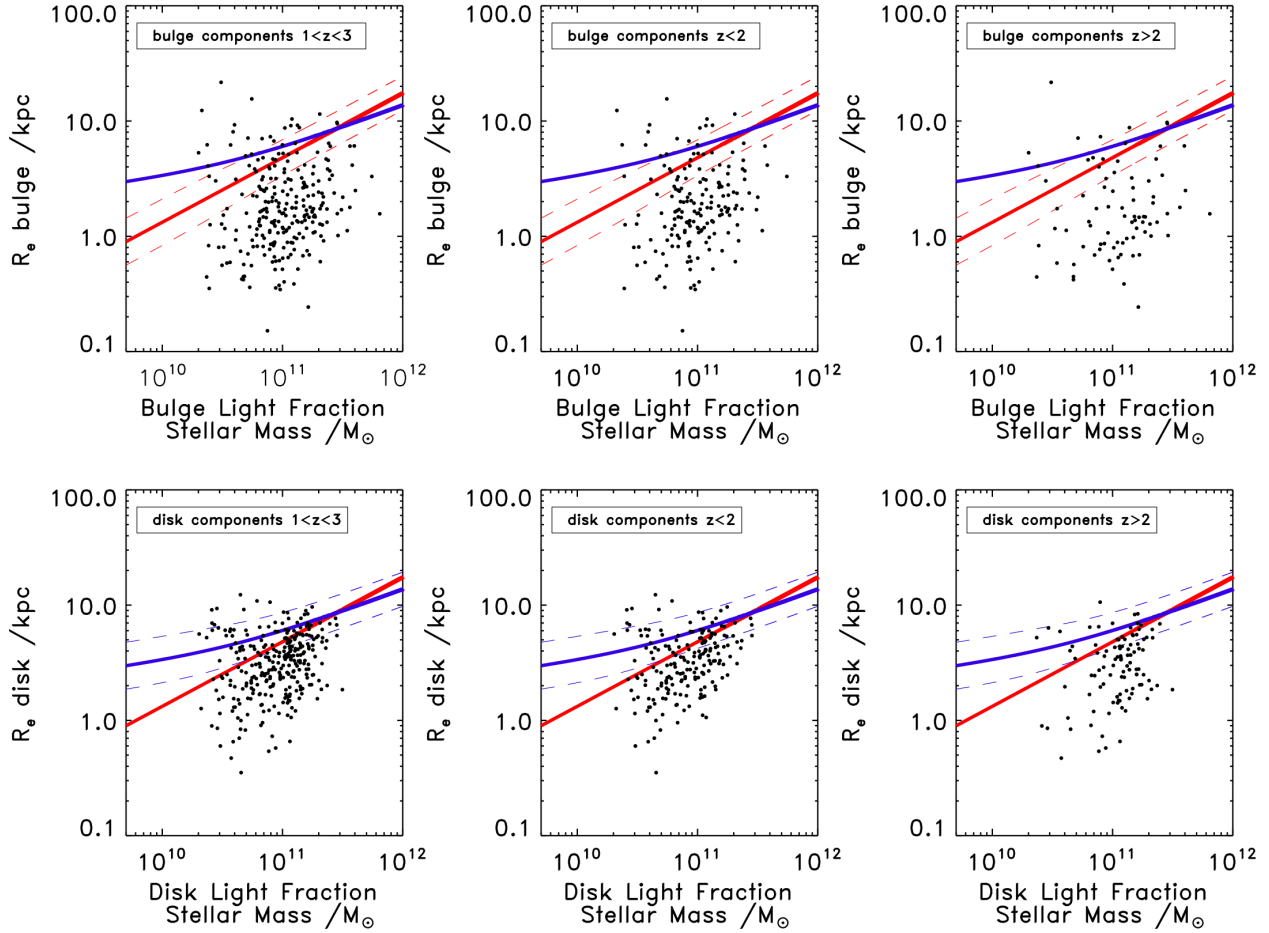 bulge components 1<z<3
100.0
10.0
1.0
0.1
R_e bulge /kpc
10^10 10^11 10^12
Bulge Light Fraction
Stellar Mass /M_⊙
bulge components z<2
100.0
10.0
1.0
0.1
R_e bulge /kpc
10^10 10^11 10^12
Bulge Light Fraction
Stellar Mass /M_⊙
bulge components z>2
100.0
10.0
1.0
0.1
R_e bulge /kpc
10^10 10^11 10^12
Bulge Light Fraction
Stellar Mass /M_⊙
disk components 1<z<3
100.0
10.0
1.0
0.1
R_e disk /kpc
10^10 10^11 10^12
Disk Light Fraction
Stellar Mass /M_⊙
disk components z<2
100.0
10.0
1.0
0.1
R_e disk /kpc
10^10 10^11 10^12
Disk Light Fraction
Stellar Mass /M_⊙
disk components z>2
100.0
10.0
1.0
0.1
R_e disk /kpc
10^10 10^11 10^12
Disk Light Fraction
Stellar Mass /M_⊙